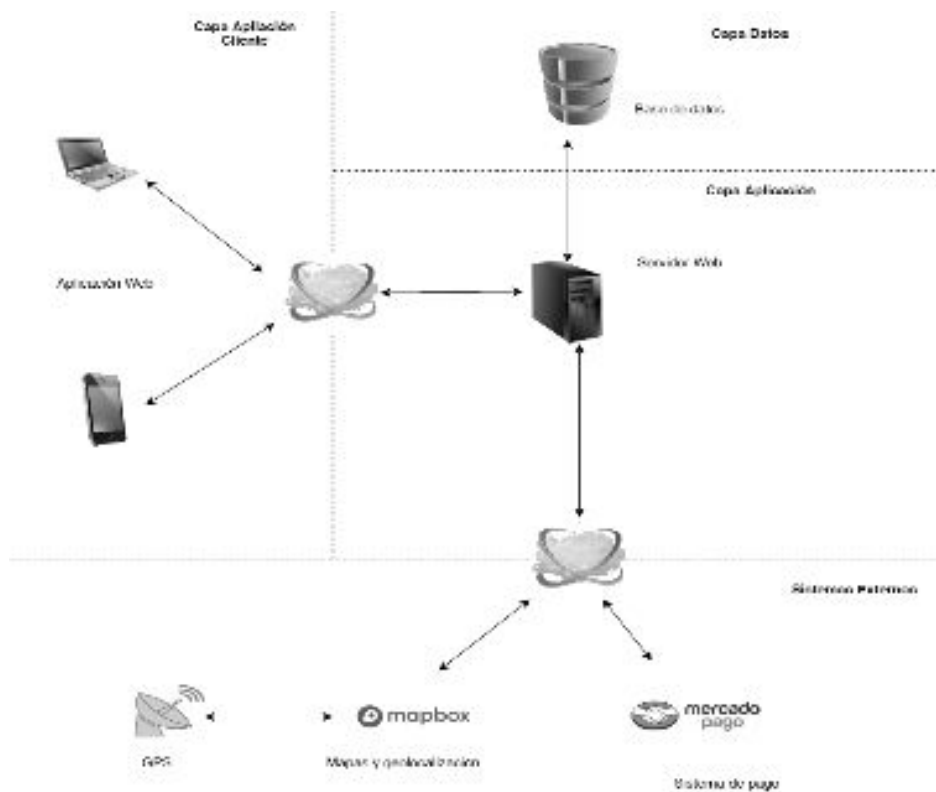 Capa Apliación
Cliente
Capa Datos
Base de datos
Capa Aplicación
Servidor Web
Aplicación Web
Sistemas Externos
mapbox
mercado
pago
GPS
Mapas y geolocalización
Sistema de pago